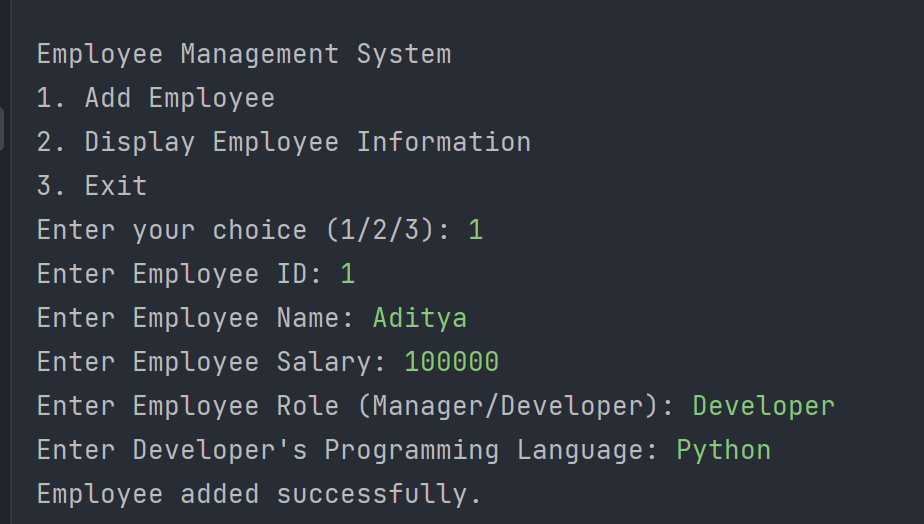 Employee Management System
1. Add Employee
2. Display Employee Information
3. Exit
Enter your choice (1/2/3): 1
Enter Employee ID: 1
Enter Employee Name: Aditya
Enter Employee Salary: 100000
Enter Employee Role (Manager/Developer): Developer
Enter Developer's Programming Language: Python
Employee added successfully.